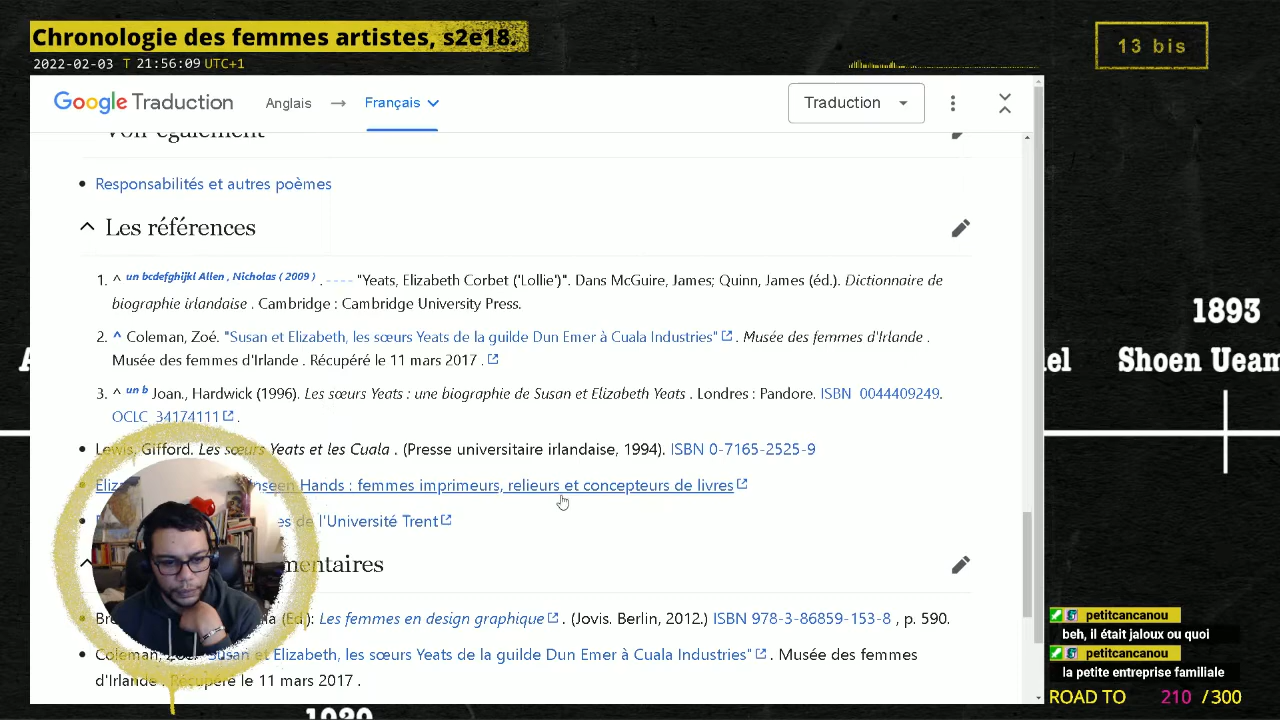 Chronologie des femmes artistes, s2e18.
2022-02-03 T 21:56:09 UTC+1
13 bis
Google Traduction Anglais → Français Traduction
Voir également
Responsabilités et autres poèmes
Les références
1. ^ un bcdefghijkl Allen , Nicholas ( 2009 ) . "Yeats, Elizabeth Corbet ('Lollie')". Dans McGuire, James; Quinn, James (éd.). Dictionnaire de
biographie irlandaise . Cambridge : Cambridge University Press.
2. ^ Coleman, Zoé. "Susan et Elizabeth, les sœurs Yeats de la guilde Dun Emer à Cuala Industries" . Musée des femmes d'Irlande .
Musée des femmes d'Irlande . Récupéré le 11 mars 2017 .
3. ^ un b Joan., Hardwick (1996). Les sœurs Yeats : une biographie de Susan et Elizabeth Yeats . Londres : Pandore. ISBN 0044409249.
OCLC 34174111 .
Lewis, Gifford. Les sœurs Yeats et les Cuala . (Presse universitaire irlandaise, 1994). ISBN 0-7165-2525-9
Hands : femmes imprimeurs, relieurs et concepteurs de livres
de l'Université Trent
(Ed.): Les femmes en design graphique . (Jovis. Berlin, 2012.) ISBN 978-3-86859-153-8 , p. 590.
Coleman, "Susan et Elizabeth, les sœurs Yeats de la guilde Dun Emer à Cuala Industries" . Musée des femmes
d'Irlande . Récupéré le 11 mars 2017 .
1893
Shoen Ueam
petitcancanou
beh, il était jaloux ou quoi
petitcancanou
la petite entreprise familiale
ROAD TO 210 / 300